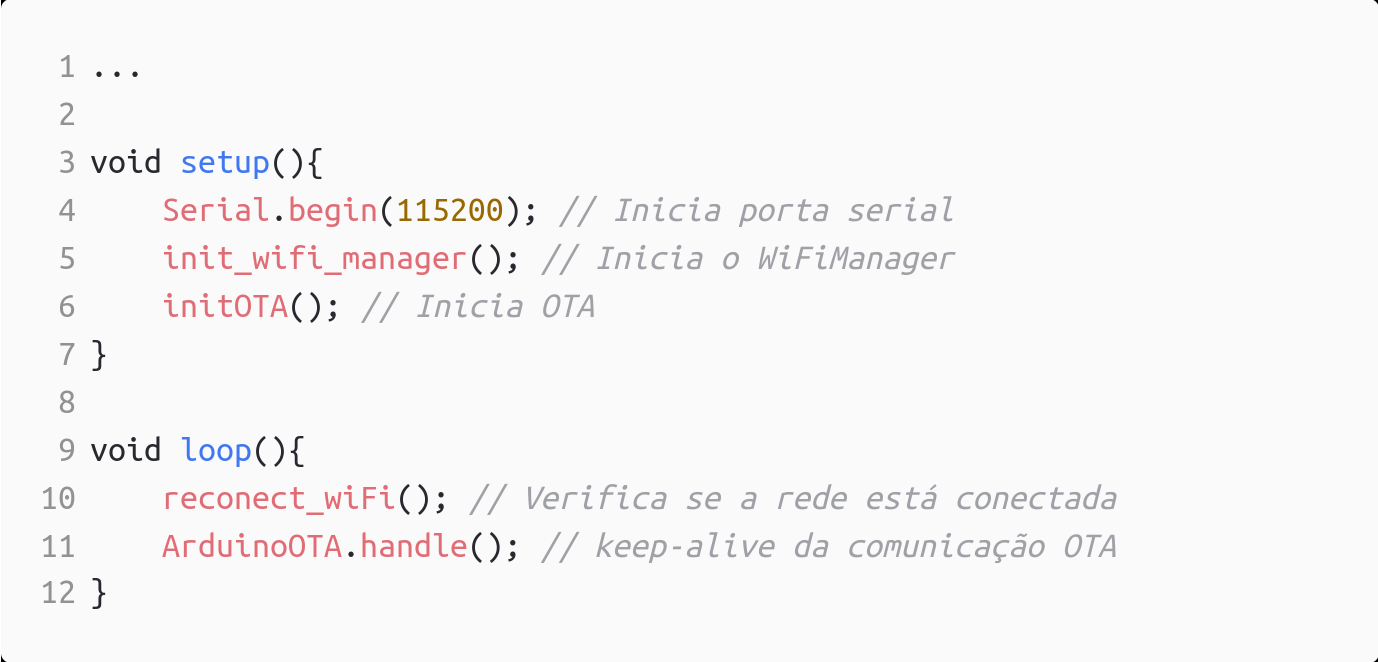 1 ...
2
3 void setup(){
4     Serial.begin(115200); // Inicia porta serial
5     init_wifi_manager(); // Inicia o WiFiManager
6     initOTA(); // Inicia OTA
7 }
8
9 void loop(){
10     reconect_wiFi(); // Verifica se a rede está conectada
11     ArduinoOTA.handle(); // keep-alive da comunicação OTA
12 }